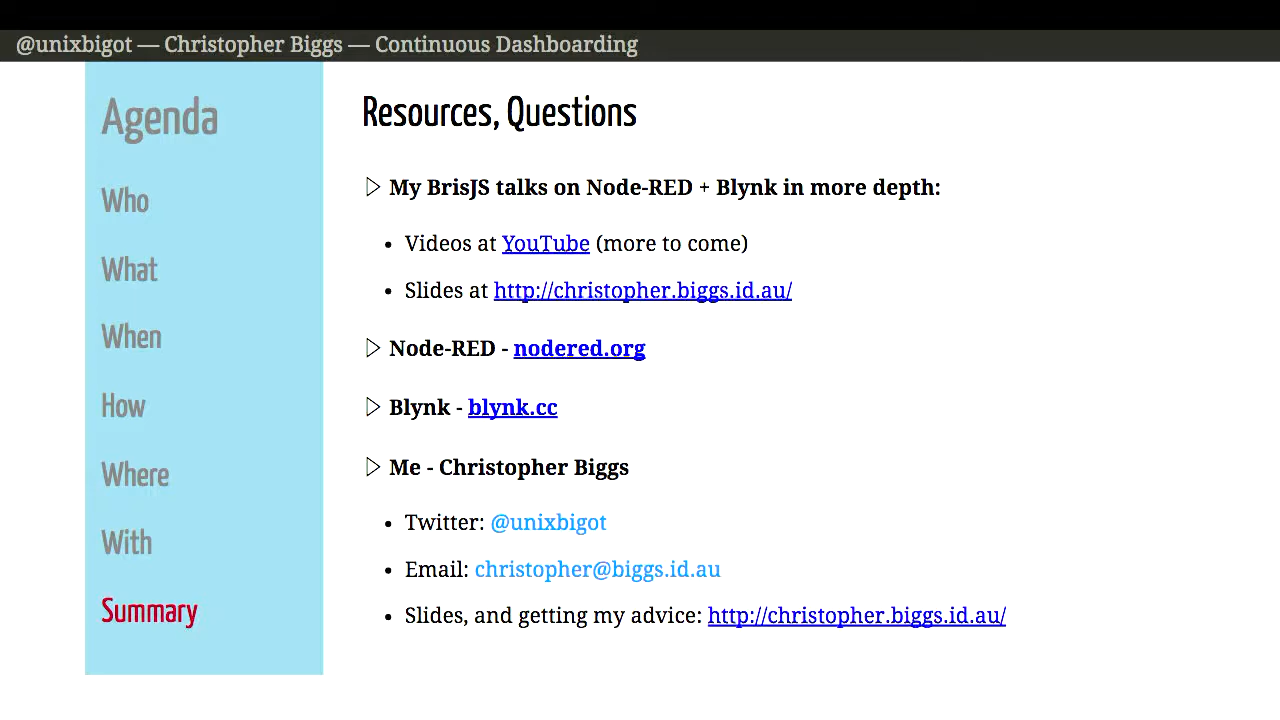 @unixbigot — Christopher Biggs — Continuous Dashboarding
Agenda
Who
What
When
How
Where
With
Summary
Resources, Questions
▷ My BrisJS talks on Node-RED + Blynk in more depth:
• Videos at YouTube (more to come)
• Slides at http://christopher.biggs.id.au/
▷ Node-RED - nodered.org
▷ Blynk - blynk.cc
▷ Me - Christopher Biggs
• Twitter: @unixbigot
• Email: christopher@biggs.id.au
• Slides, and getting my advice: http://christopher.biggs.id.au/